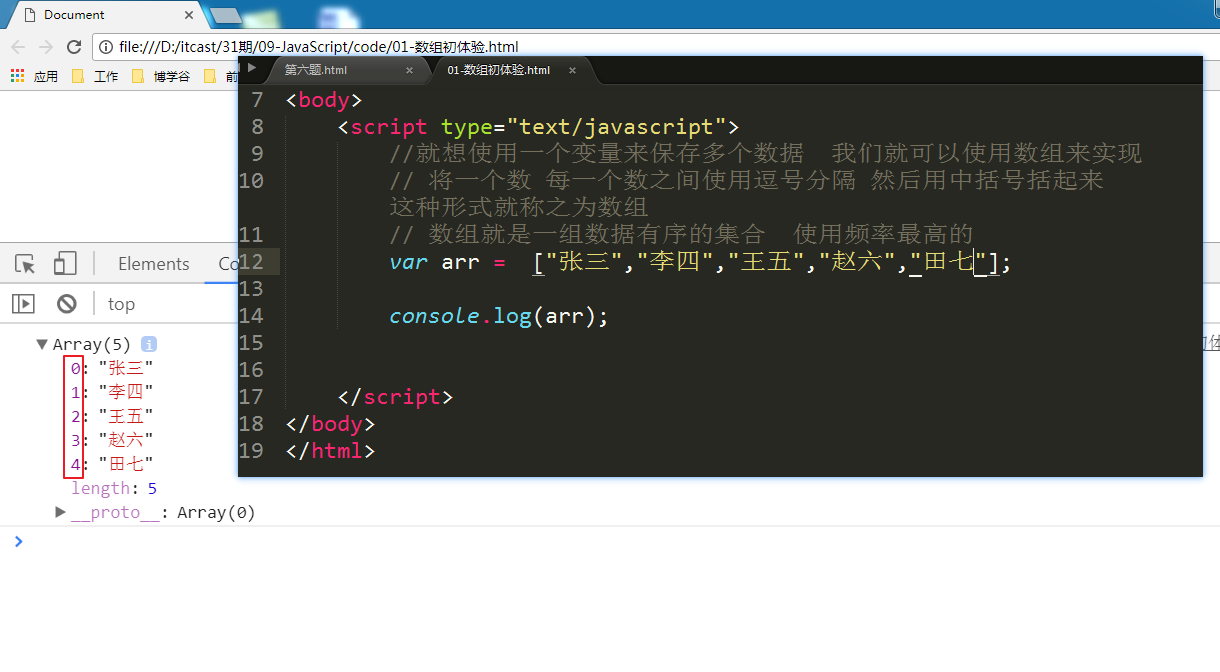 Document
file:///D:/itcast/31期/09-JavaScript/code/01-数组初体验.html
应用 工作 博学谷 前
第六题.html 01-数组初体验.html
7 <body>
8 <script type="text/javascript">
9 //就想使用一个变量来保存多个数据 我们就可以使用数组来实现
10 // 将一个数 每一个数之间使用逗号分隔 然后用中括号括起来
这种形式就称之为数组
11 // 数组就是一组数据有序的集合 使用频率最高的
12 var arr = ["张三","李四","王五","赵六","田七"];
13
14 console.log(arr);
15
16
17 </script>
18 </body>
19 </html>
Elements Co
top
Array(5) i
0: "张三"
1: "李四"
2: "王五"
3: "赵六"
4: "田七"
length: 5
__proto__: Array(0)